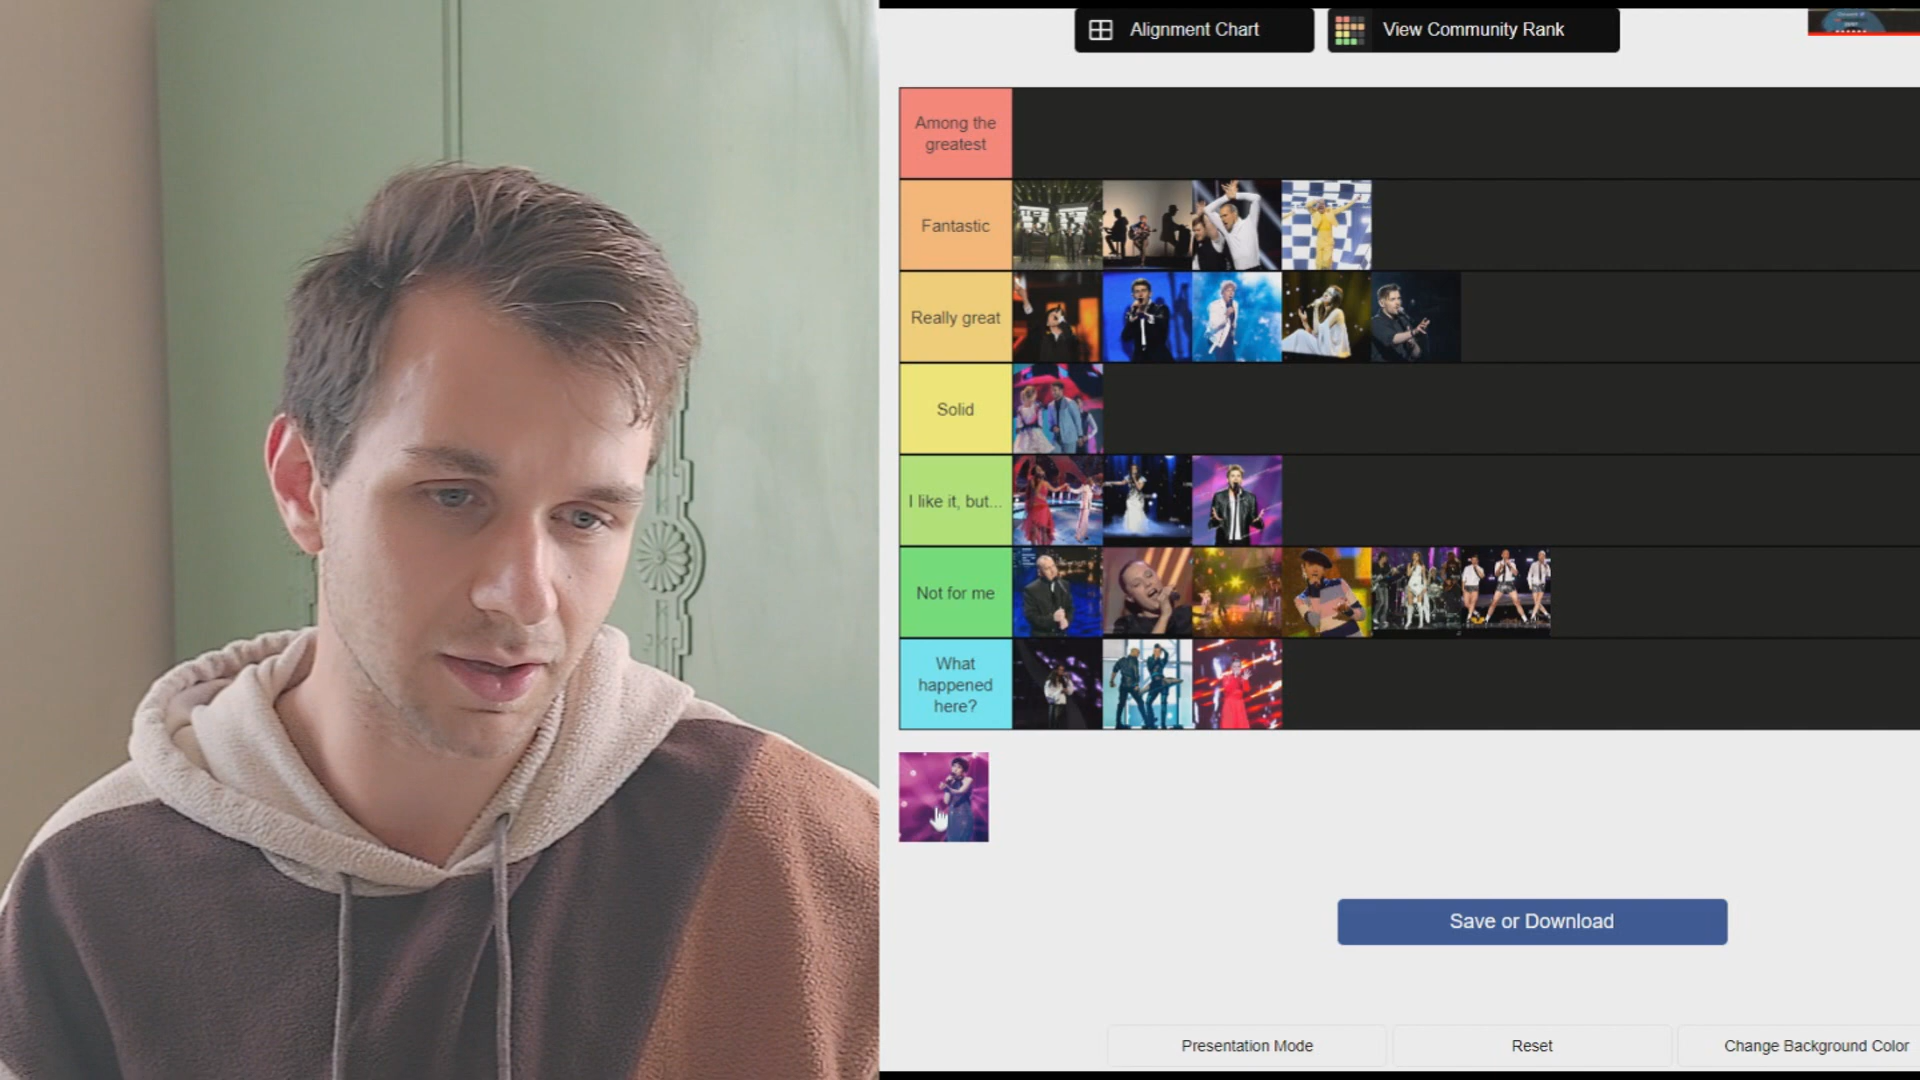 Alignment Chart
View Community Rank
Among the
greatest
Fantastic
Really great
Solid
I like it, but...
Not for me
What
happened
here?
Save or Download
Presentation Mode
Reset
Change Background Color